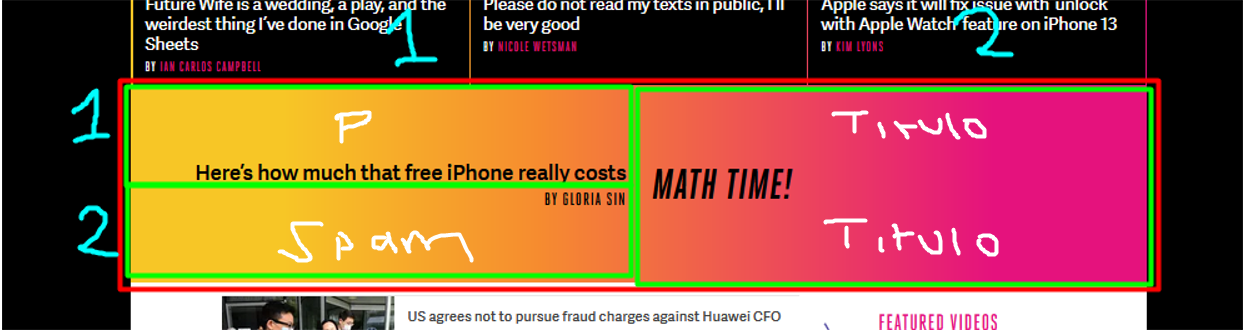 Future Wife is a wedding, a play, and the
weirdest thing I've done in Google
Sheets
BY IAN CARLOS CAMPBELL
Please do not read my texts in public, I'll
be very good
BY NICOLE WETSMAN
Apple says it will fix issue with 'unlock
with Apple Watch' feature on iPhone 13
BY KIM LYONS
1
2
1
P
Titulo
Here's how much that free iPhone really costs
BY GLORIA SIN
MATH TIME!
2
Spam
Titulo
US agrees not to pursue fraud charges against Huawei CFO
FEATURED VIDEOS